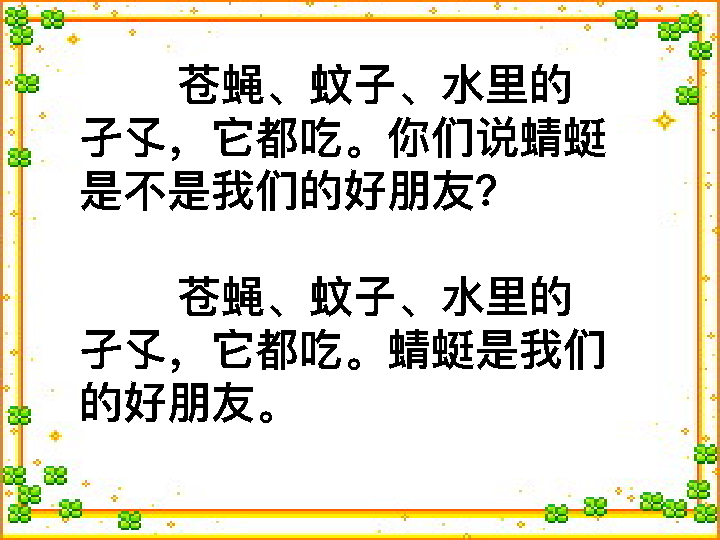 苍蝇、蚊子、水里的
孑孓，它都吃。你们说蜻蜓
是不是我们的好朋友?
苍蝇、蚊子、水里的
孑孓，它都吃。蜻蜓是我们
的好朋友。